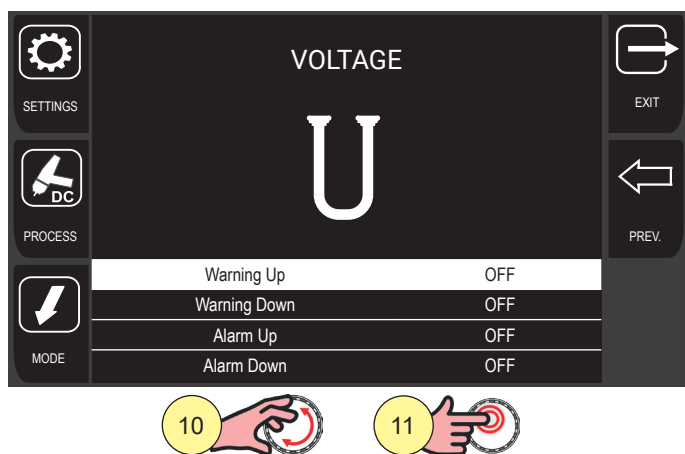 VOLTAGE
U
SETTINGS
EXIT
DC
PROCESS
PREV.
MODE
Warning Up OFF
Warning Down OFF
Alarm Up OFF
Alarm Down OFF
10
11